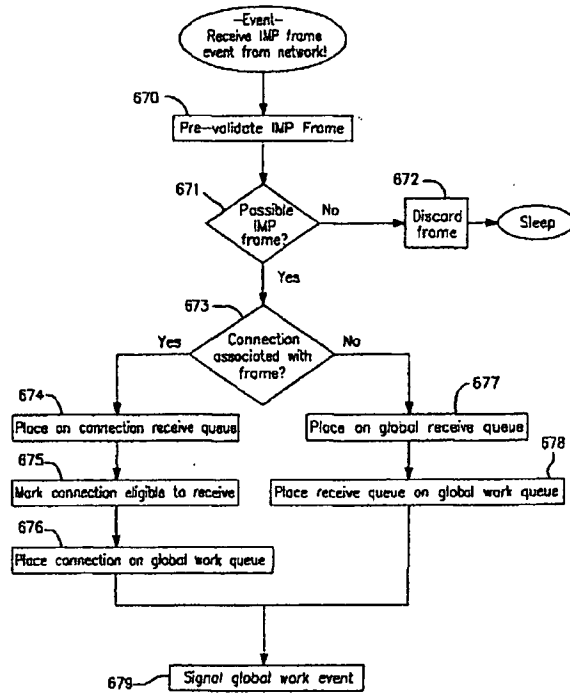 —Event—
Receive IMP frame
event from network!
670
Pre-validate IMP Frame
671
Possible
IMP
frame?
No
672
Discard
frame
Sleep
Yes
673
Connection
associated with
frame?
Yes
No
674
Place on connection receive queue
675
Mark connection eligible to receive
676
Place connection on global work queue
677
Place on global receive queue
678
Place receive queue on global work queue
679
Signal global work event